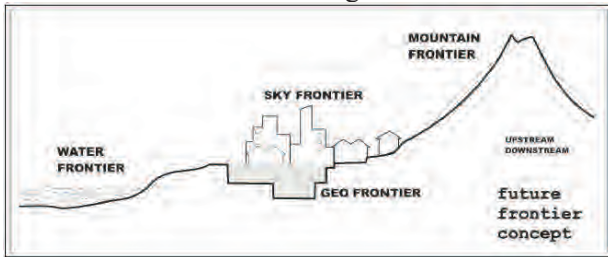 MOUNTAIN
FRONTIER
SKY FRONTIER
WATER
FRONTIER
UPSTREAM
DOWNSTREAM
GEO FRONTIER
future
frontier
concept